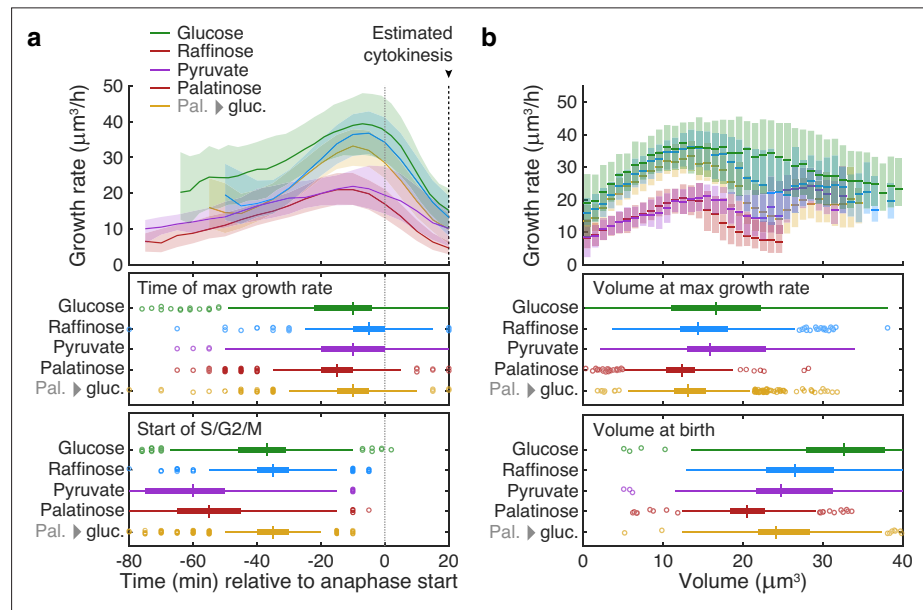 a
Glucose
Raffinose
Pyruvate
Palatinose
Pal. ▶ gluc.
Estimated
cytokinesis
Growth rate (μm³/h)
50
40
30
20
10
0
Time of max growth rate
Glucose
Raffinose
Pyruvate
Palatinose
Pal. ▶ gluc.
Start of S/G2/M
Glucose
Raffinose
Pyruvate
Palatinose
Pal. ▶ gluc.
-80 -60 -40 -20 0 20
Time (min) relative to anaphase start
b
Growth rate (μm³/h)
50
40
30
20
10
0
Volume at max growth rate
Glucose
Raffinose
Pyruvate
Palatinose
Pal. ▶ gluc.
Volume at birth
Glucose
Raffinose
Pyruvate
Palatinose
Pal. ▶ gluc.
0 10 20 30 40
Volume (μm³)